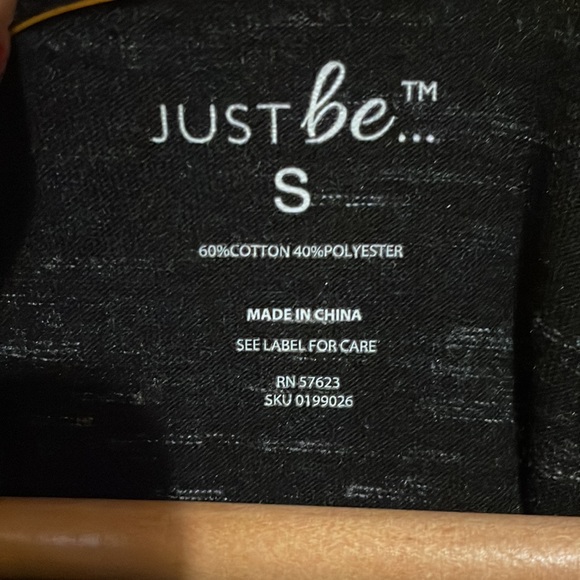 JUST be...™
S
60%COTTON 40%POLYESTER
MADE IN CHINA
SEE LABEL FOR CARE
RN 57623
SKU 0199026